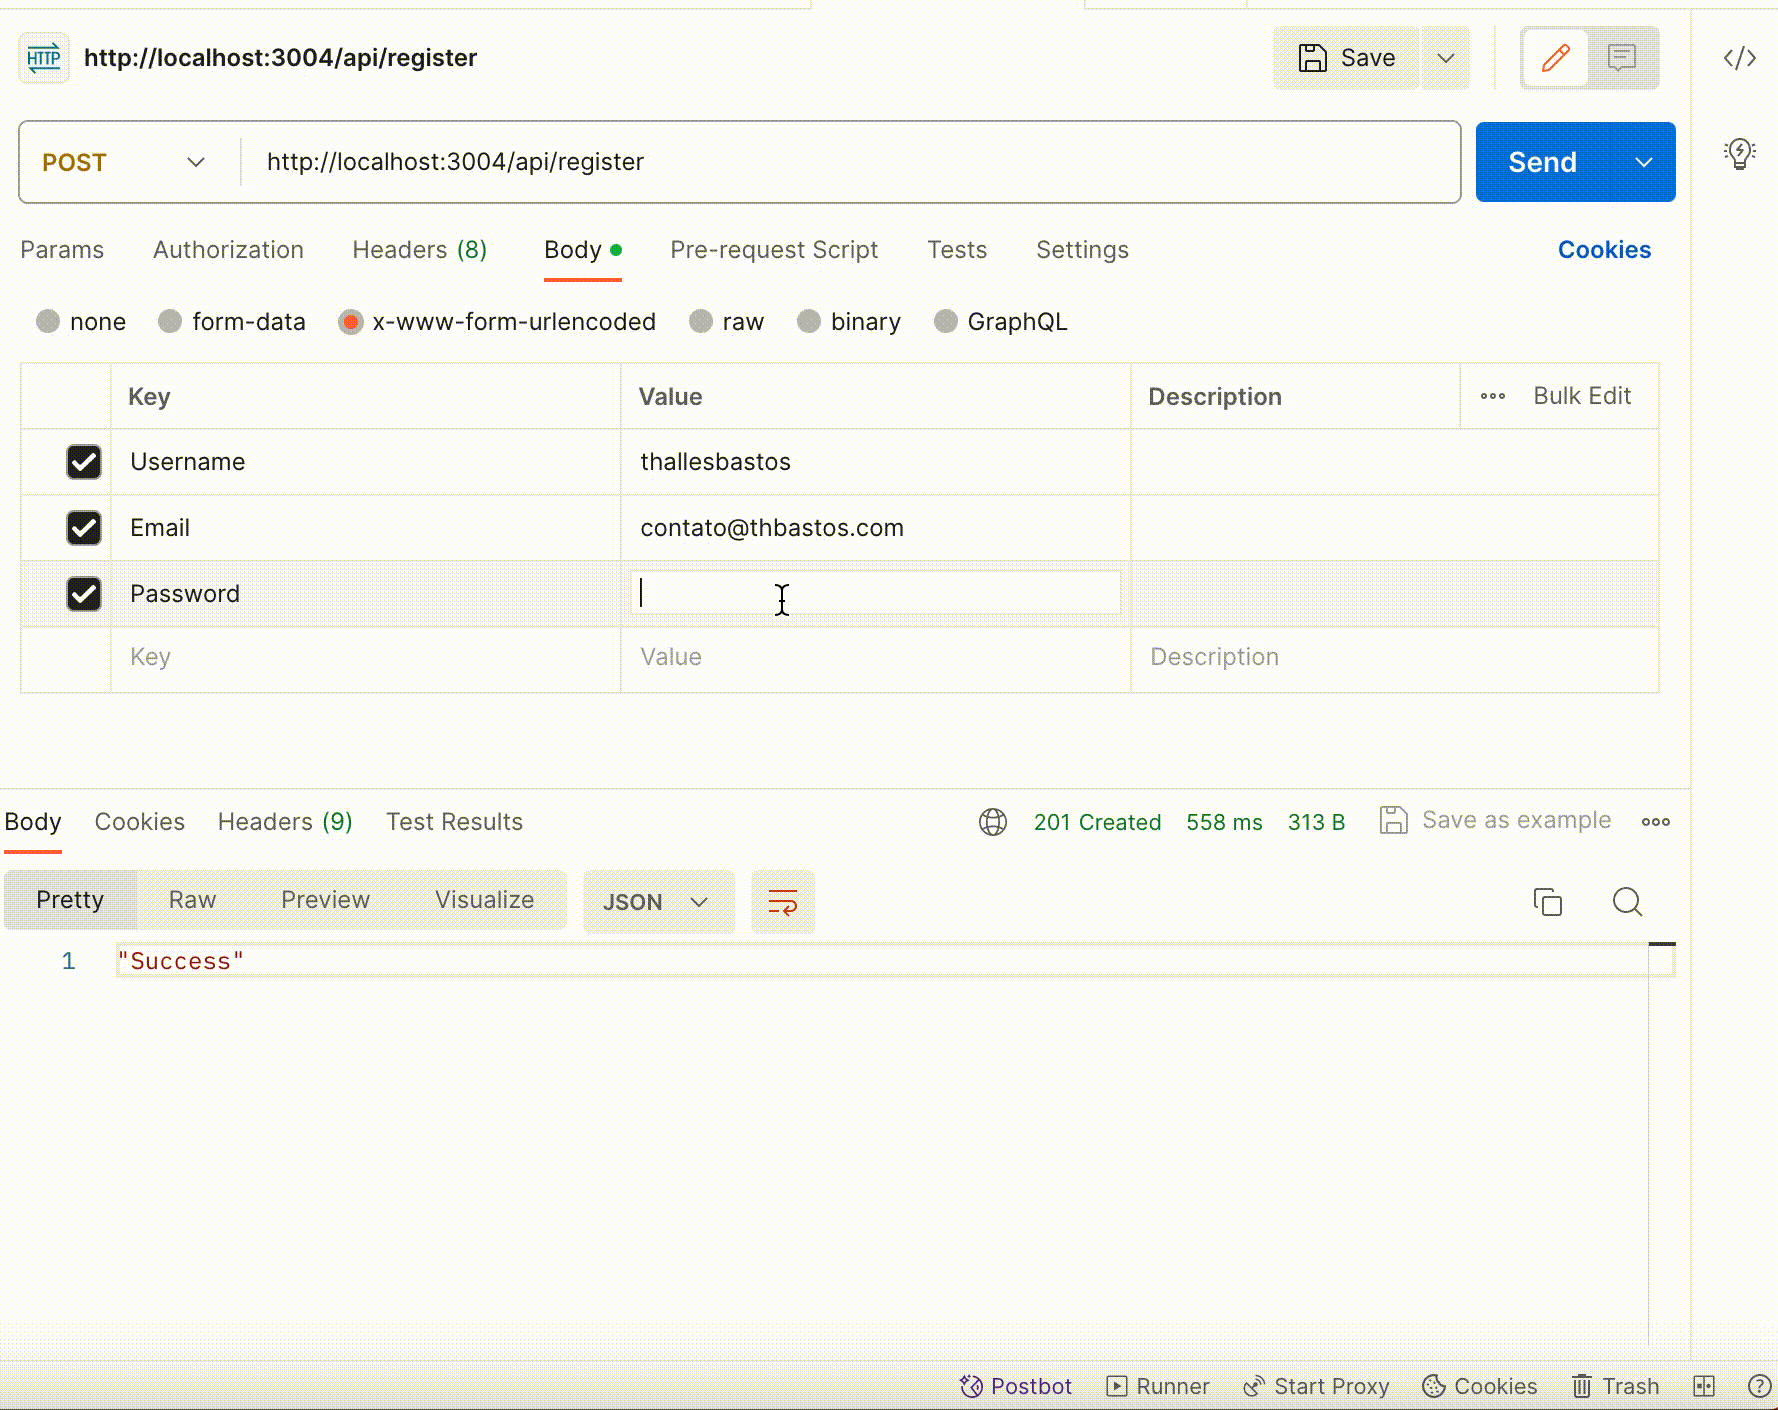 HTTP http://localhost:3004/api/register Save
POST http://localhost:3004/api/register Send
Params Authorization Headers (8) Body Pre-request Script Tests Settings Cookies
none form-data x-www-form-urlencoded raw binary GraphQL
Key Value Description Bulk Edit
Username thallesbastos
Email contato@thbastos.com
Password
Key Value Description
Body Cookies Headers (9) Test Results 201 Created 558 ms 313 B Save as example
Pretty Raw Preview Visualize JSON
1 "Success"
Postbot Runner Start Proxy Cookies Trash